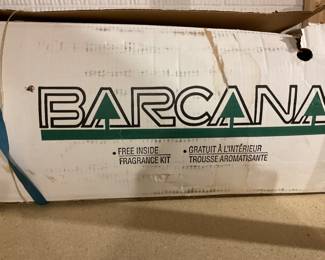 BARCANA
• FREE INSIDE
FRAGRANCE KIT
• GRATUIT À L'INTÉRIEUR
TROUSSE AROMATISANTE